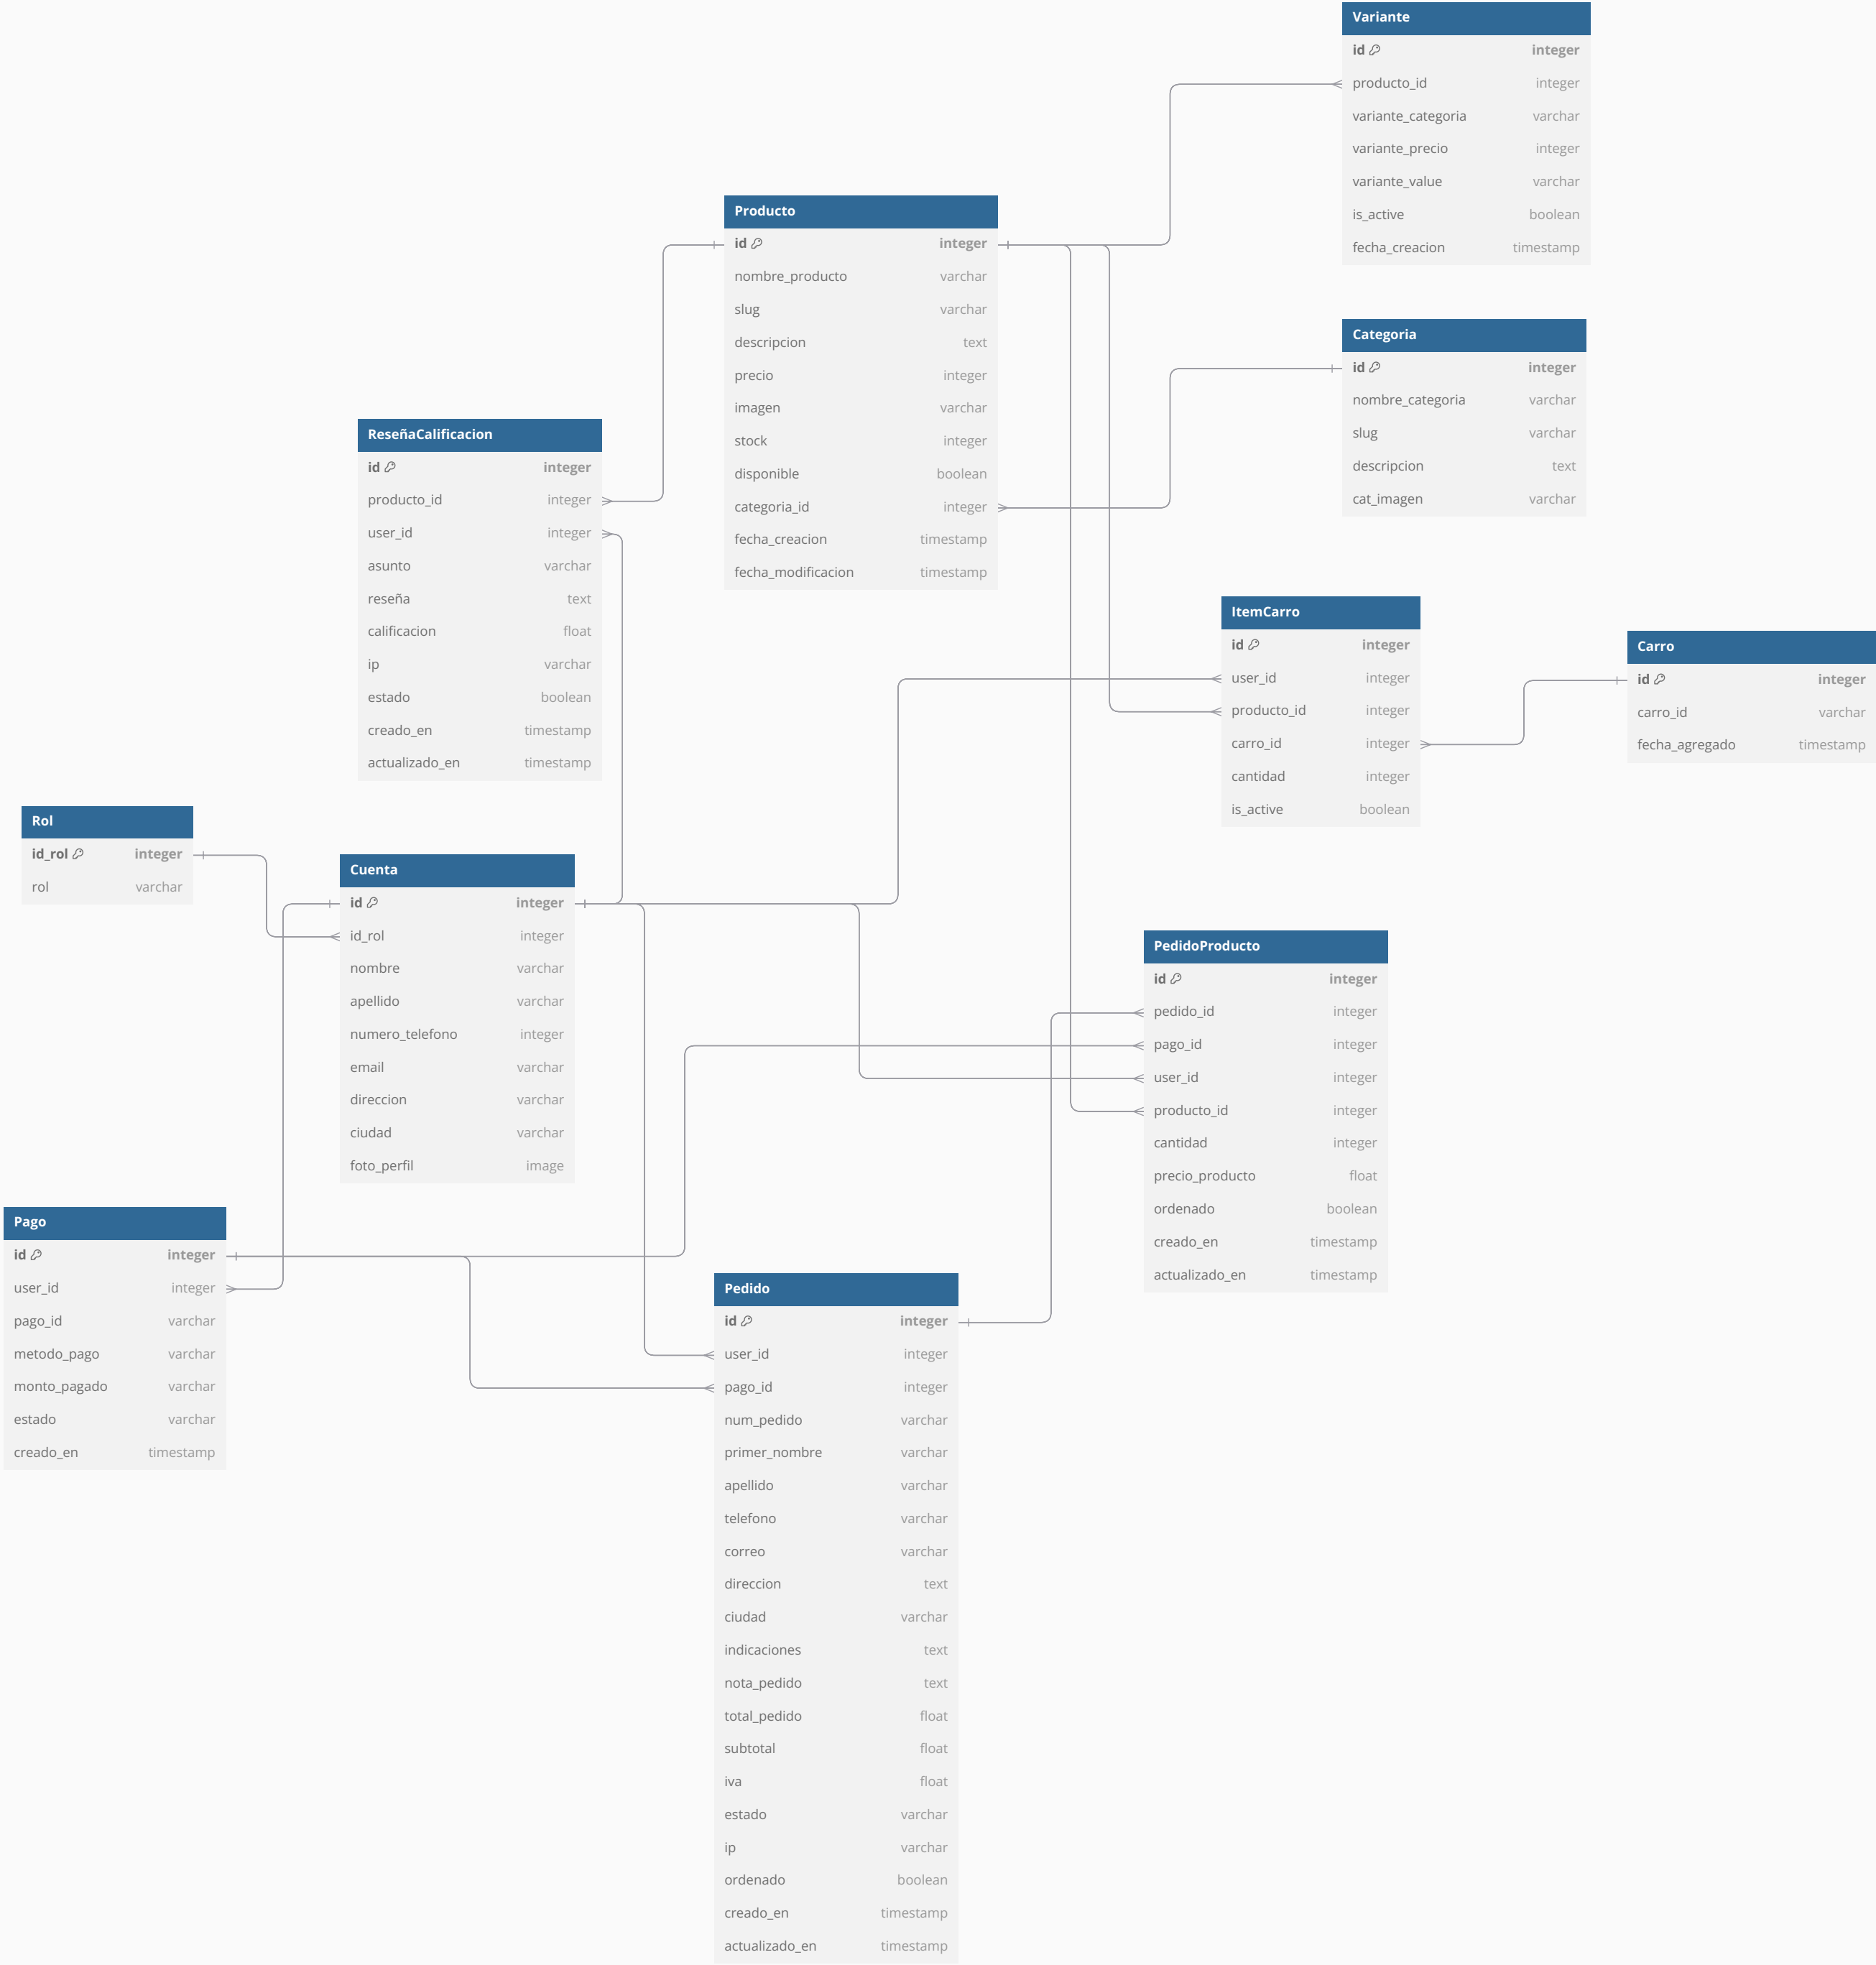 Variante
id integer
producto_id integer
variante_categoria varchar
variante_precio integer
variante_value varchar
is_active boolean
fecha_creacion timestamp
Producto
id integer
nombre_producto varchar
slug varchar
descripcion text
precio integer
imagen varchar
stock integer
disponible boolean
categoria_id integer
fecha_creacion timestamp
fecha_modificacion timestamp
Categoria
id integer
nombre_categoria varchar
slug varchar
descripcion text
cat_imagen varchar
ReseñaCalificacion
id integer
producto_id integer
user_id integer
asunto varchar
reseña text
calificacion float
ip varchar
estado boolean
creado_en timestamp
actualizado_en timestamp
ItemCarro
id integer
user_id integer
producto_id integer
carro_id integer
cantidad integer
is_active boolean
Carro
id integer
carro_id varchar
fecha_agregado timestamp
Rol
id_rol integer
rol varchar
Cuenta
id integer
id_rol integer
nombre varchar
apellido varchar
numero_telefono integer
email varchar
direccion varchar
ciudad varchar
foto_perfil image
PedidoProducto
id integer
pedido_id integer
pago_id integer
user_id integer
producto_id integer
cantidad integer
precio_producto float
ordenado boolean
creado_en timestamp
actualizado_en timestamp
Pago
id integer
user_id integer
pago_id varchar
metodo_pago varchar
monto_pagado varchar
estado varchar
creado_en timestamp
Pedido
id integer
user_id integer
pago_id integer
num_pedido varchar
primer_nombre varchar
apellido varchar
telefono varchar
correo varchar
direccion text
ciudad varchar
indicaciones text
nota_pedido text
total_pedido float
subtotal float
iva float
estado varchar
ip varchar
ordenado boolean
creado_en timestamp
actualizado_en timestamp